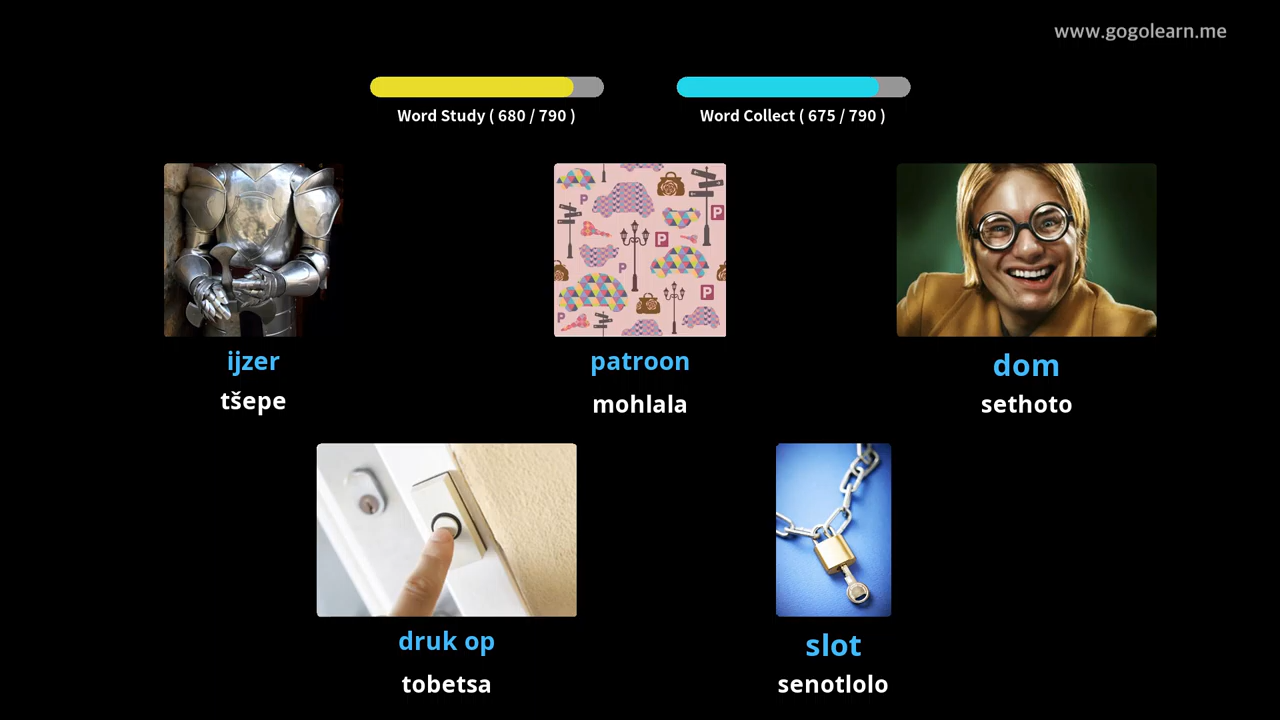 www.gogolearn.me
Word Study ( 680 / 790 )
Word Collect ( 675 / 790 )
P
P
P
P
P
P
ijzer
patroon
dom
tšepe
mohlala
sethoto
druk op
slot
tobetsa
senotlolo